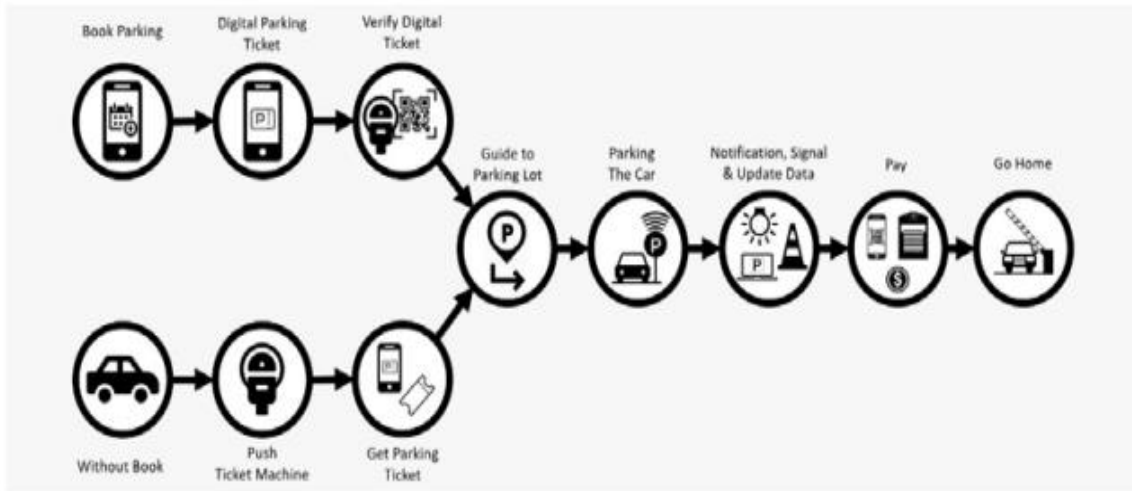 Book Parking
Digital Parking
Ticket
Verify Digital
Ticket
P
Guide to
Parking Lot
P
Parking
The Car
P
Notification, Signal
& Update Data
P
Pay
$
Go Home
Without Book
Push
Ticket Machine
Get Parking
Ticket